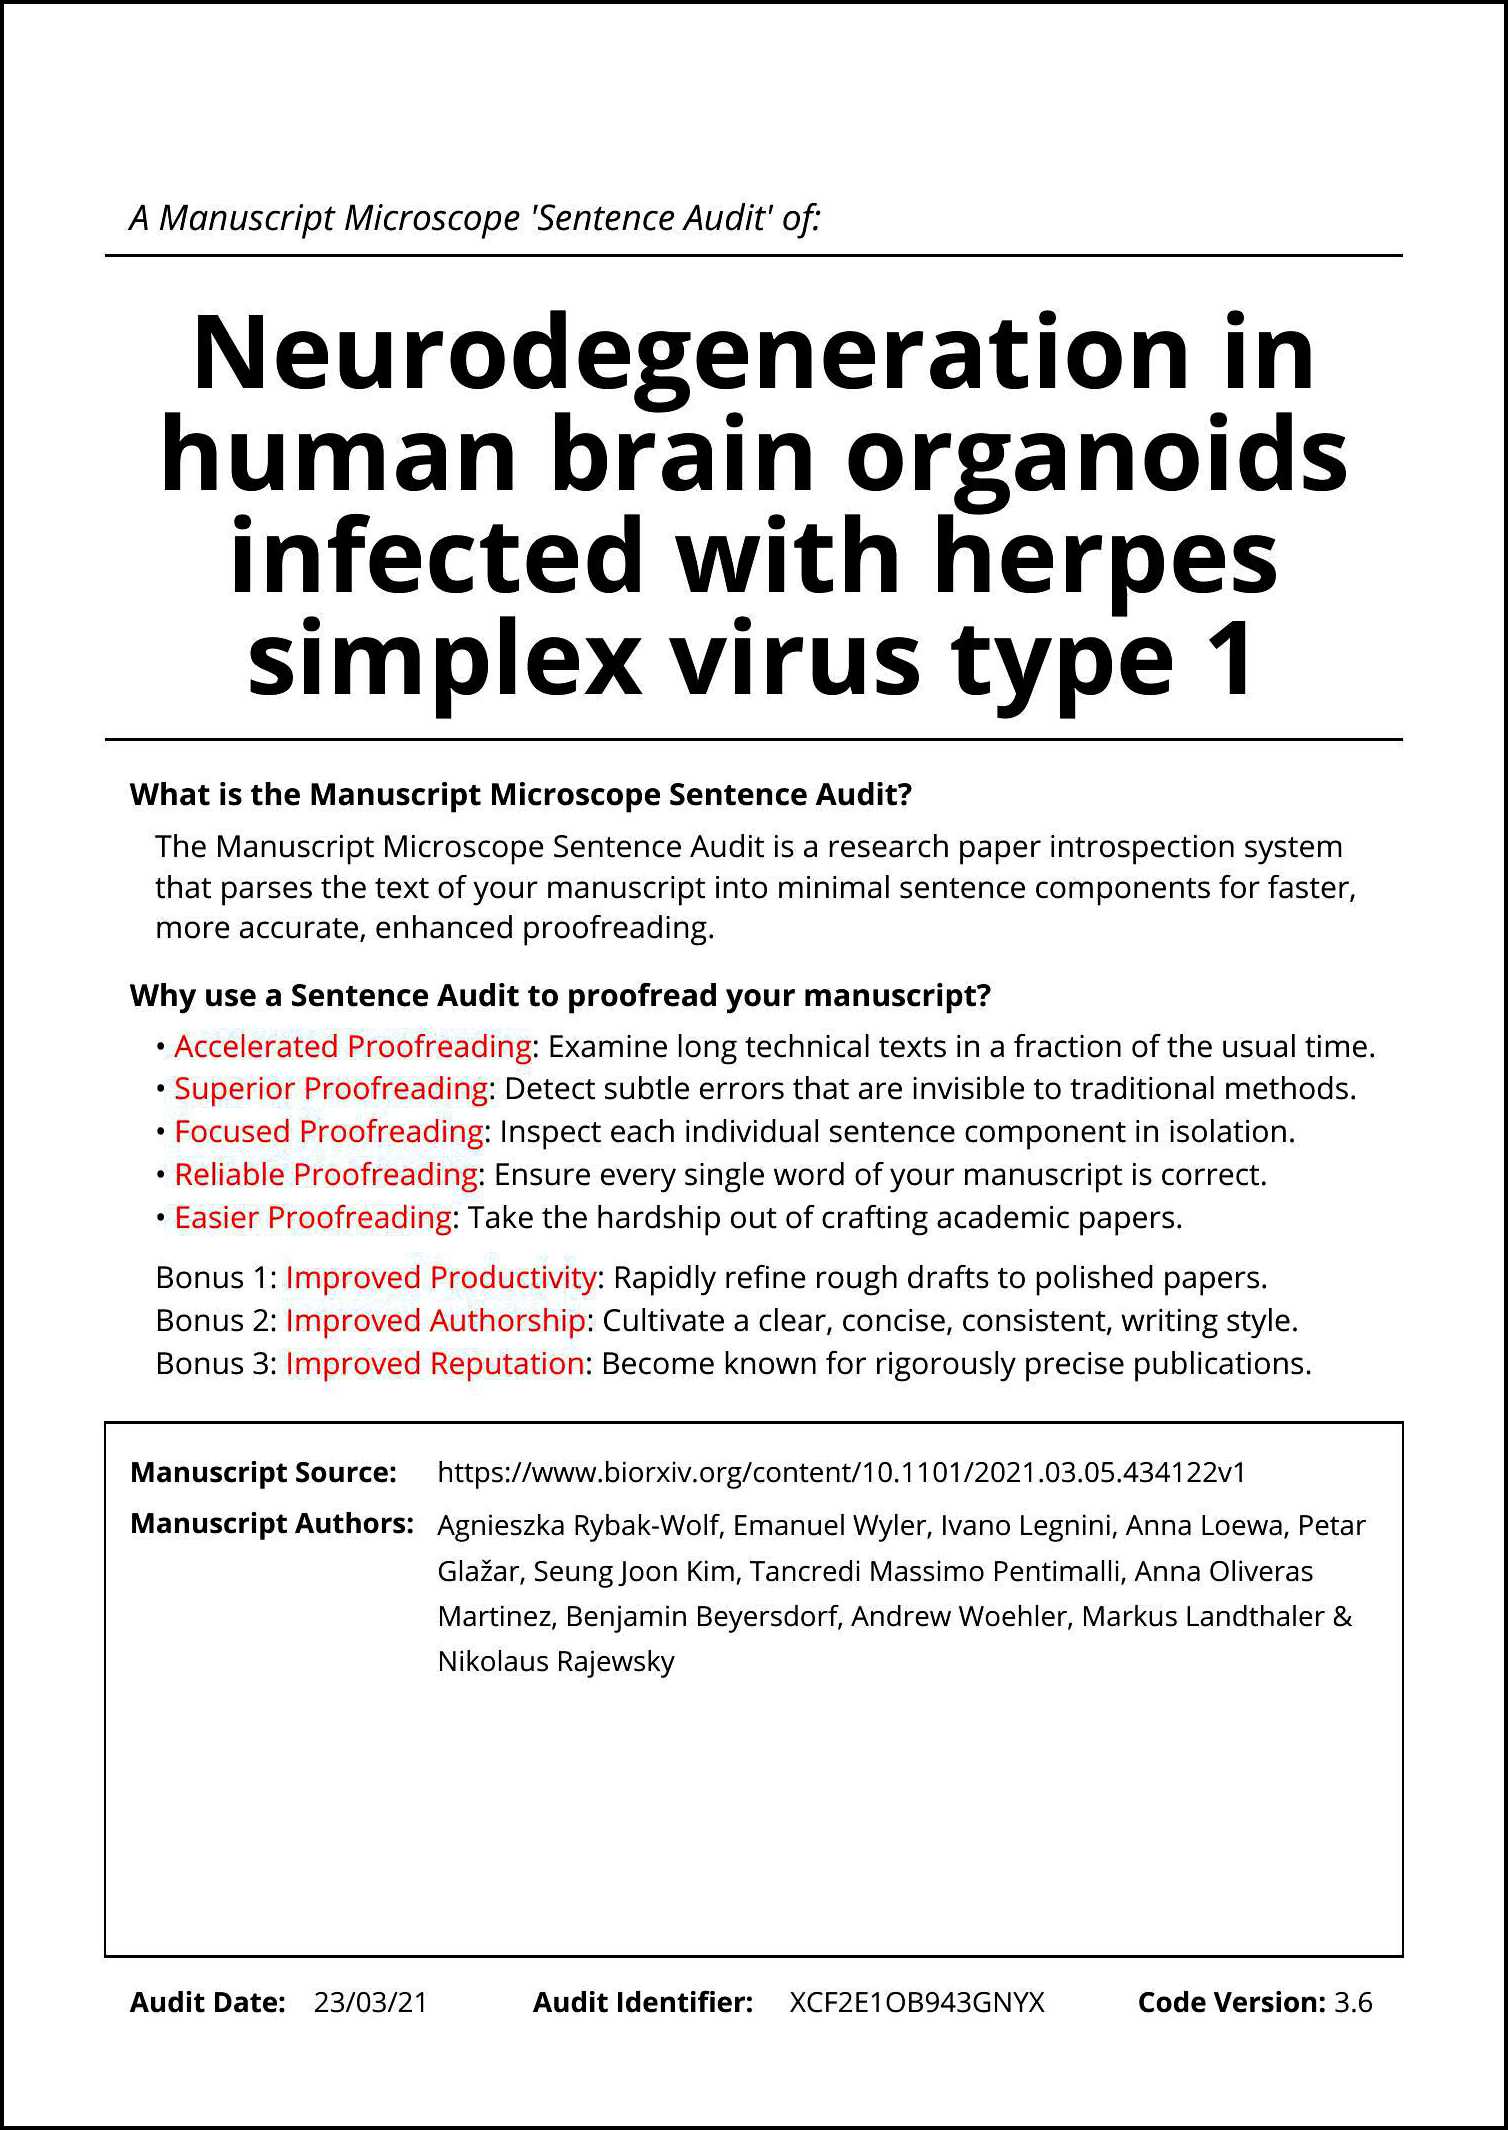 A Manuscript Microscope 'Sentence Audit' of:
Neurodegeneration in
human brain organoids
infected with herpes
simplex virus type 1
What is the Manuscript Microscope Sentence Audit?
The Manuscript Microscope Sentence Audit is a research paper introspection system
that parses the text of your manuscript into minimal sentence components for faster,
more accurate, enhanced proofreading.
Why use a Sentence Audit to proofread your manuscript?
• Accelerated Proofreading: Examine long technical texts in a fraction of the usual time.
• Superior Proofreading: Detect subtle errors that are invisible to traditional methods.
• Focused Proofreading: Inspect each individual sentence component in isolation.
• Reliable Proofreading: Ensure every single word of your manuscript is correct.
• Easier Proofreading: Take the hardship out of crafting academic papers.
Bonus 1: Improved Productivity: Rapidly refine rough drafts to polished papers.
Bonus 2: Improved Authorship: Cultivate a clear, concise, consistent, writing style.
Bonus 3: Improved Reputation: Become known for rigorously precise publications.
Manuscript Source: https://www.biorxiv.org/content/10.1101/2021.03.05.434122v1
Manuscript Authors: Agnieszka Rybak-Wolf, Emanuel Wyler, Ivano Legnini, Anna Loewa, Petar
Glažar, Seung Joon Kim, Tancredi Massimo Pentimalli, Anna Oliveras
Martinez, Benjamin Beyersdorf, Andrew Woehler, Markus Landthaler &
Nikolaus Rajewsky
Audit Date: 23/03/21 Audit Identifier: XCF2E1OB943GNYX Code Version: 3.6